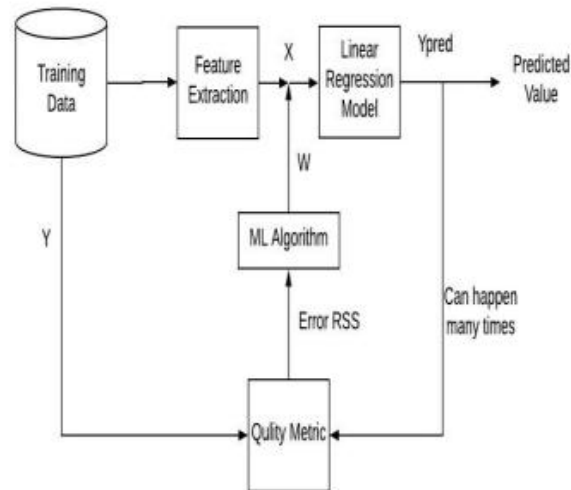 Training
Data
Feature
Extraction
X
Linear
Regression
Model
Ypred
Predicted
Value
W
Y
ML Algorithm
Error RSS
Can happen
many times
Qulity Metric